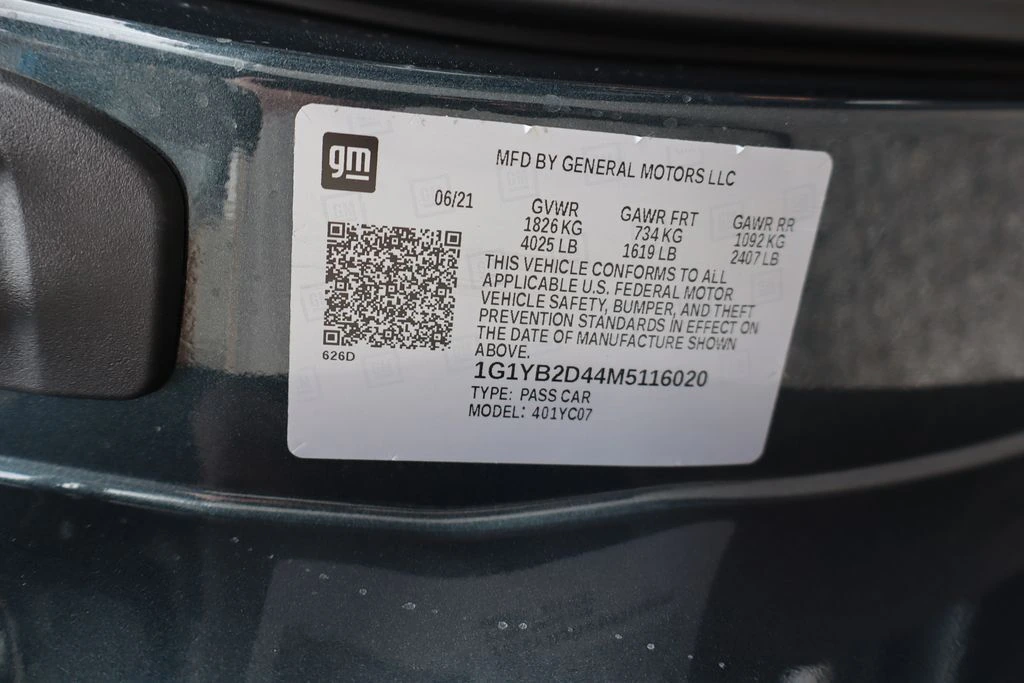 gm
MFD BY GENERAL MOTORS LLC
06/21
GVWR GAWR FRT GAWR RR
1826 KG 734 KG 1092 KG
4025 LB 1619 LB 2407 LB
THIS VEHICLE CONFORMS TO ALL
APPLICABLE U.S. FEDERAL MOTOR
VEHICLE SAFETY, BUMPER, AND THEFT
PREVENTION STANDARDS IN EFFECT ON
THE DATE OF MANUFACTURE SHOWN
ABOVE.
626D
1G1YB2D44M5116020
TYPE: PASS CAR
MODEL: 401YC07